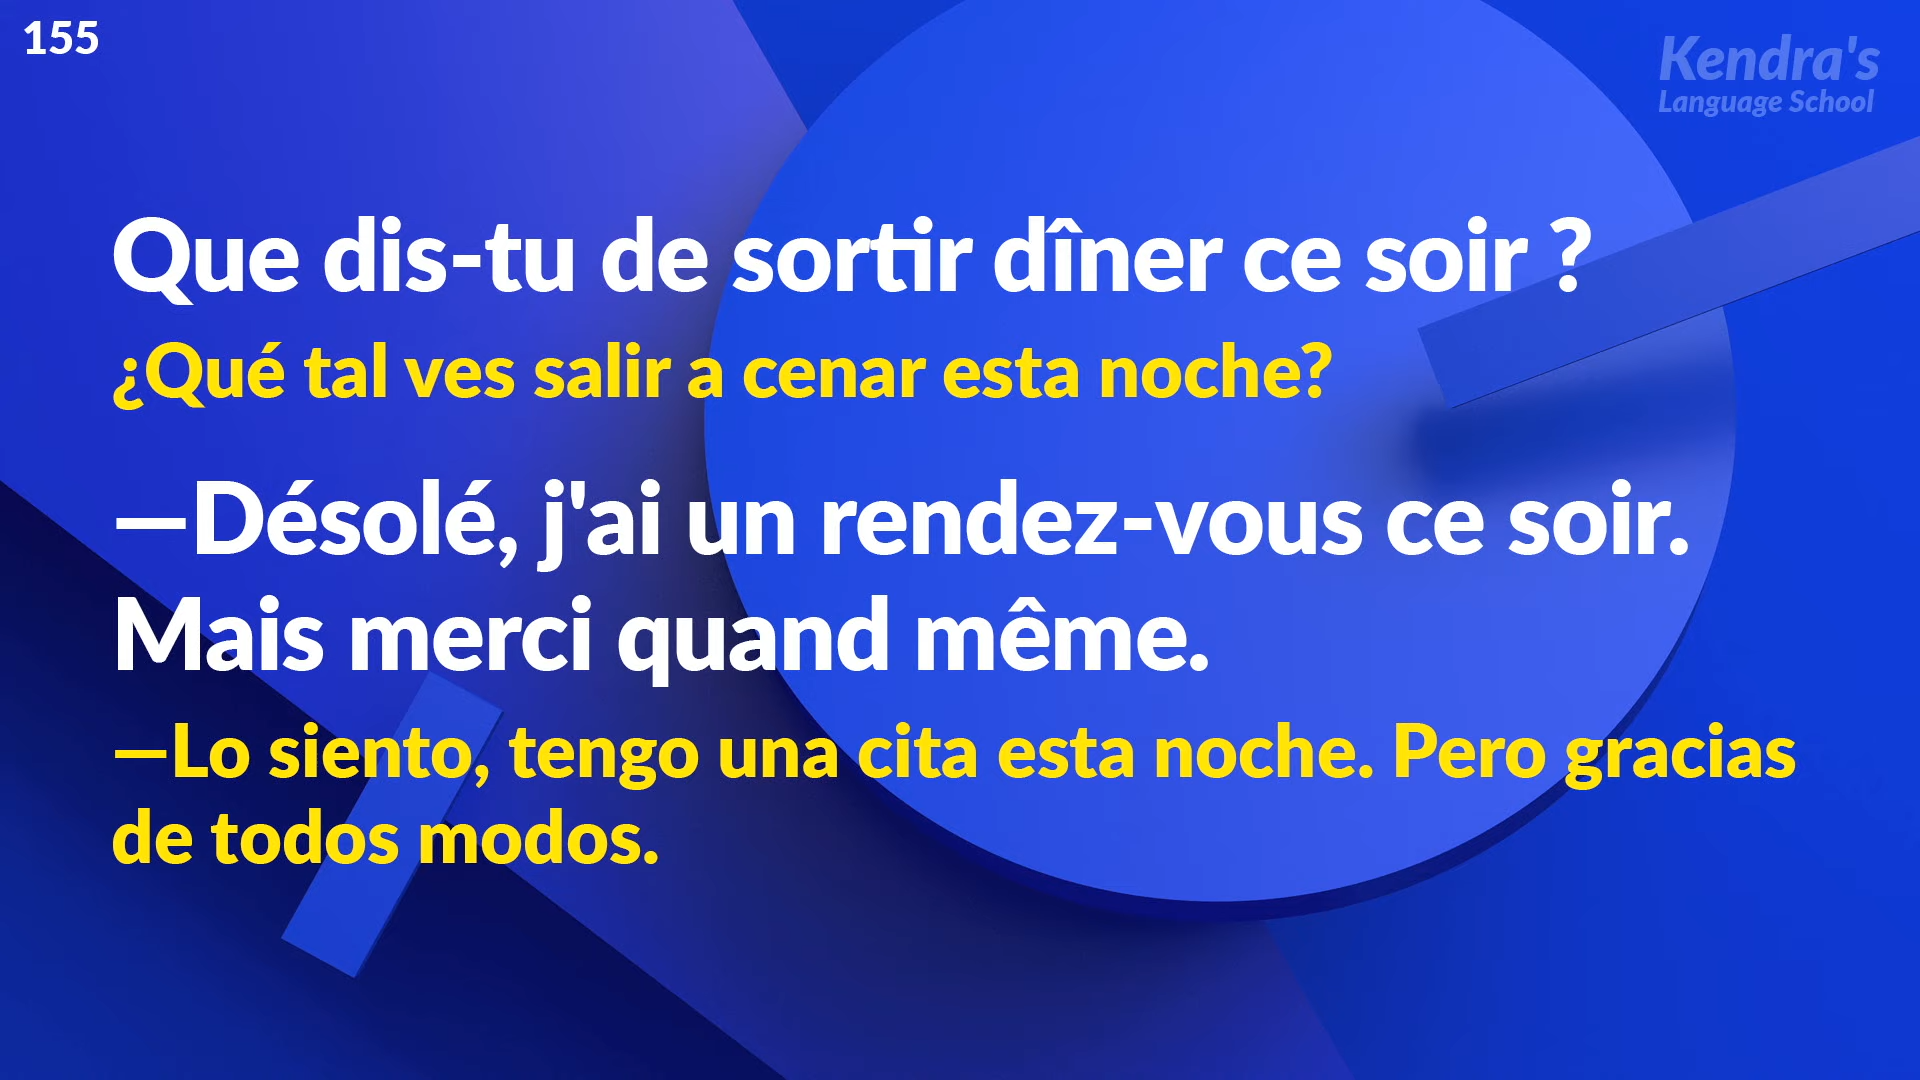 155
Kendra's
Language School
Que dis-tu de sortir dîner ce soir ?
¿Qué tal ves salir a cenar esta noche?
—Désolé, j'ai un rendez-vous ce soir.
Mais merci quand même.
—Lo siento, tengo una cita esta noche. Pero gracias
de todos modos.